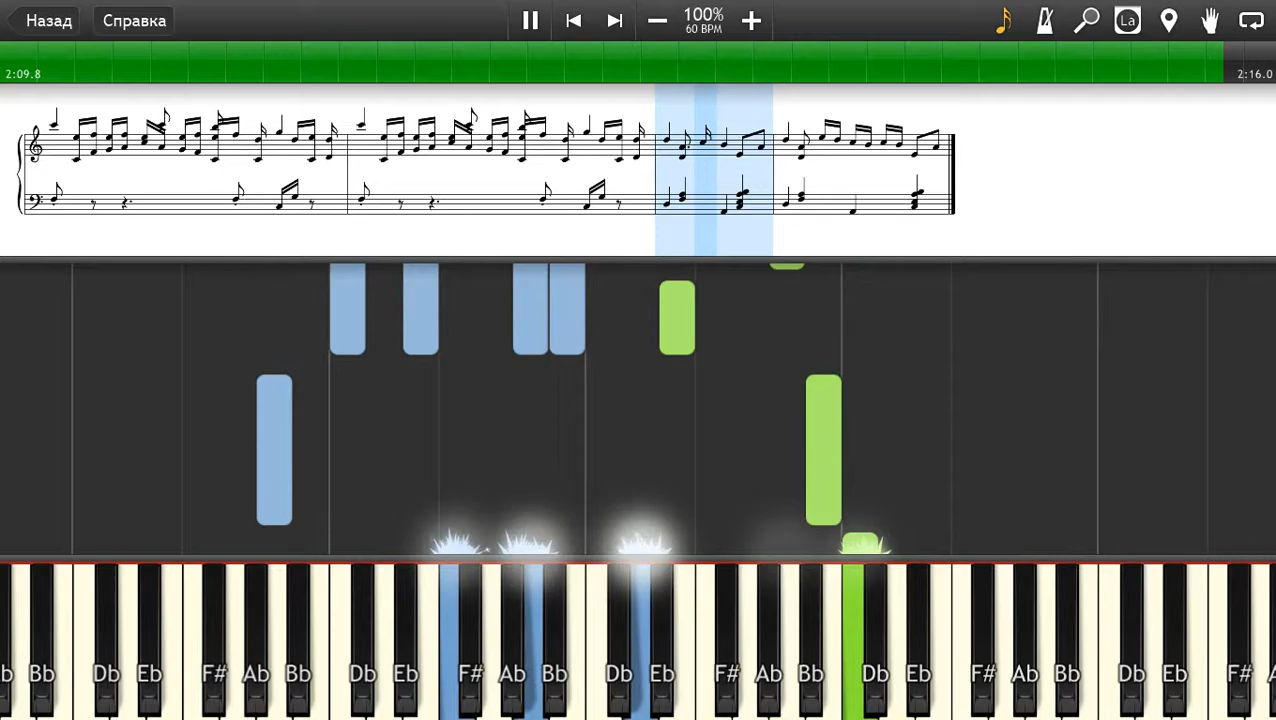 Назад Справка 100% La
60 BPM
2:09.8 2:16.0
b Bb Db Eb F# Ab Bb Db Eb F# Ab Bb Db Eb F# Ab Bb Db Eb F# Ab Bb Db Eb F#